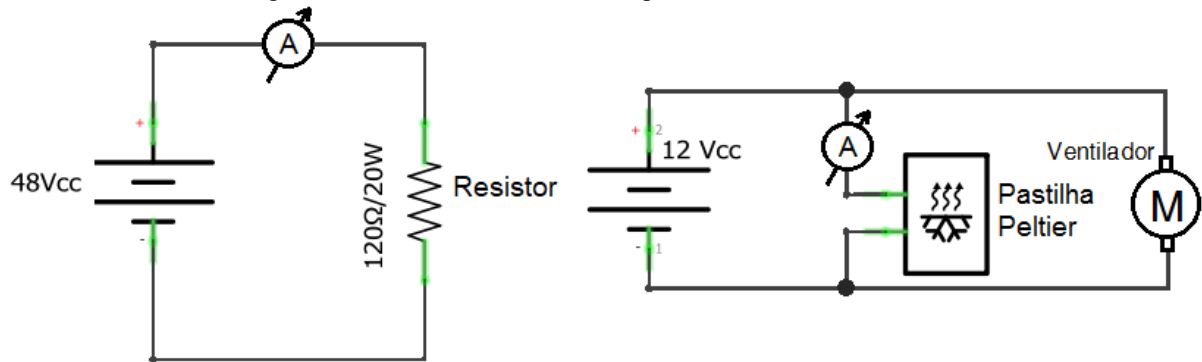 A
+
48Vcc
-
120Ω/20W
Resistor
+ 2
12 Vcc
- 1
A
Pastilha
Peltier
Ventilador
M